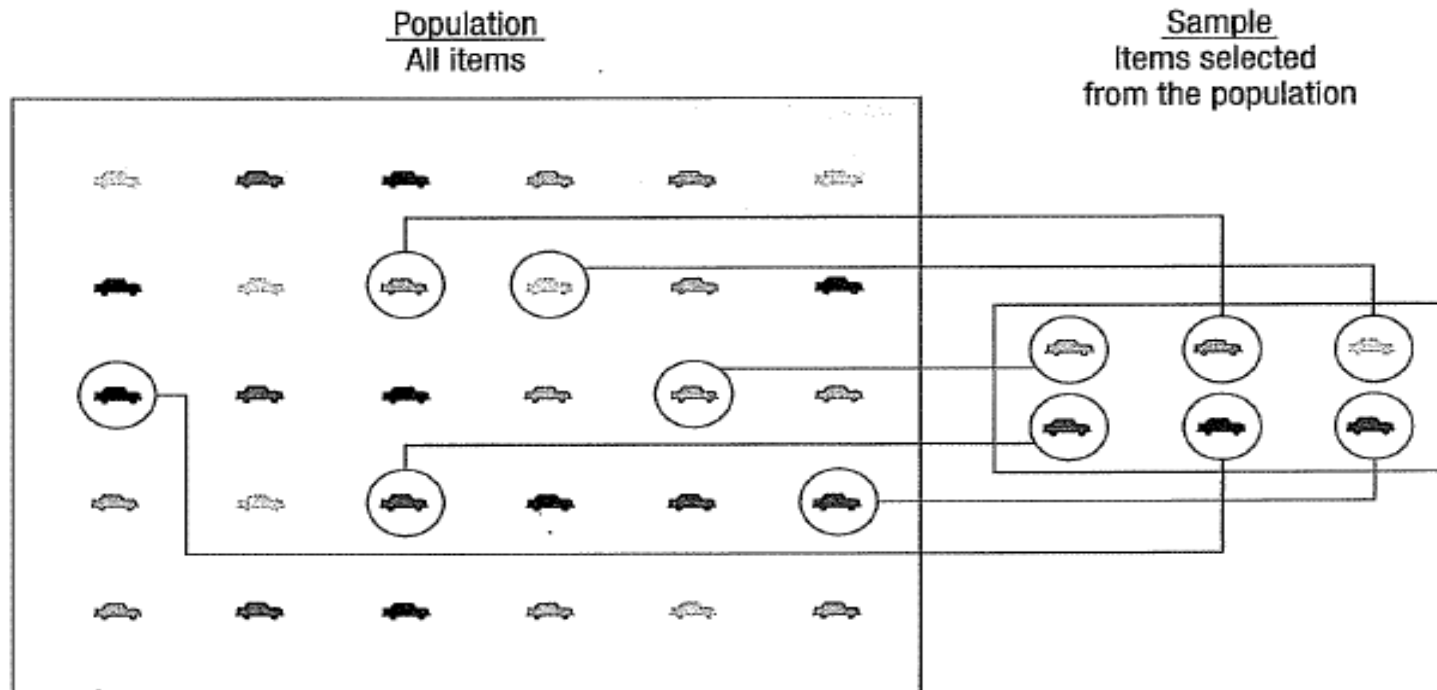 Population
All items
Sample
Items selected
from the population